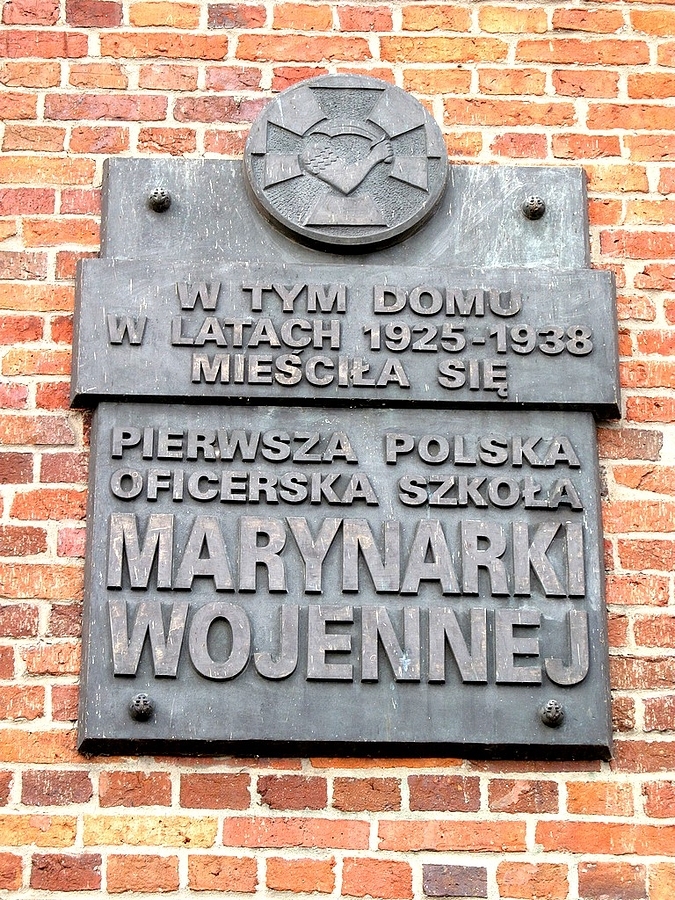 W TYM DOMU
W LATACH 1925-1938
MIEŚCIŁA SIĘ
PIERWSZA POLSKA
OFICERSKA SZKOŁA
MARYNARKI
WOJENNEJ